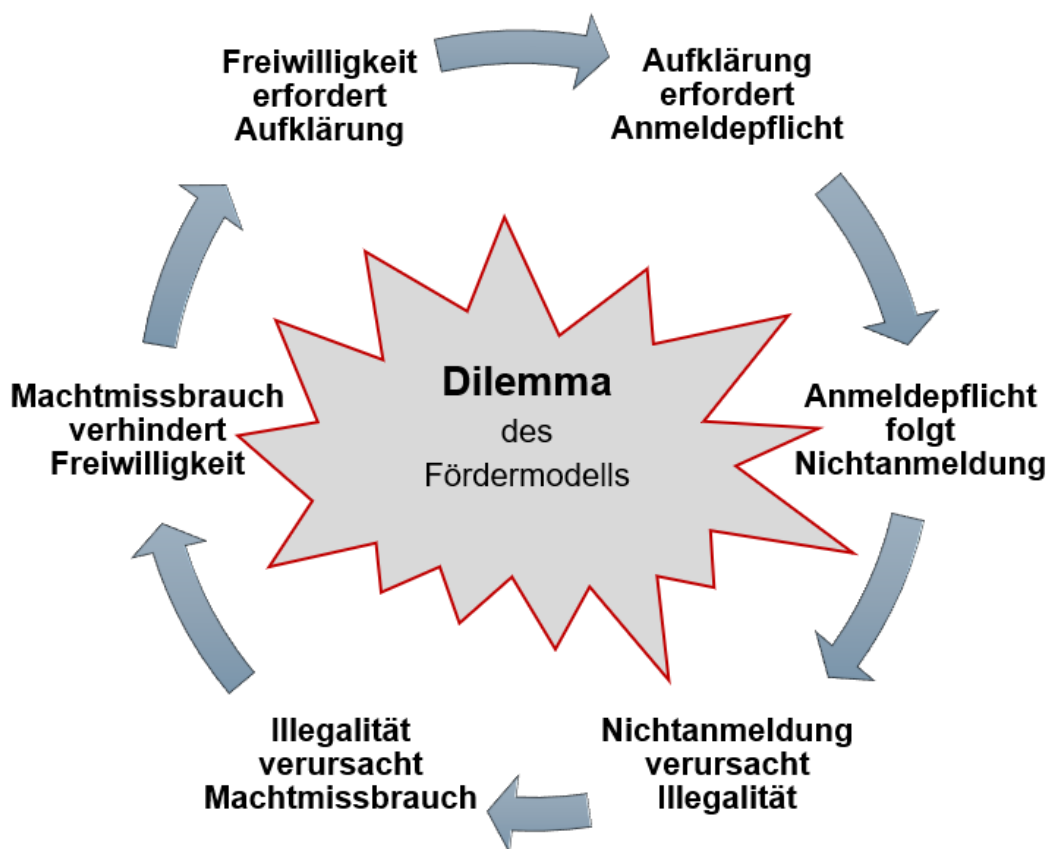 Freiwilligkeit
erfordert
Aufklärung
Aufklärung
erfordert
Anmeldepflicht
Anmeldepflicht
folgt
Nichtanmeldung
Nichtanmeldung
verursacht
Illegalität
Illegalität
verursacht
Machtmissbrauch
Machtmissbrauch
verhindert
Freiwilligkeit
Dilemma
des
Fördermodells